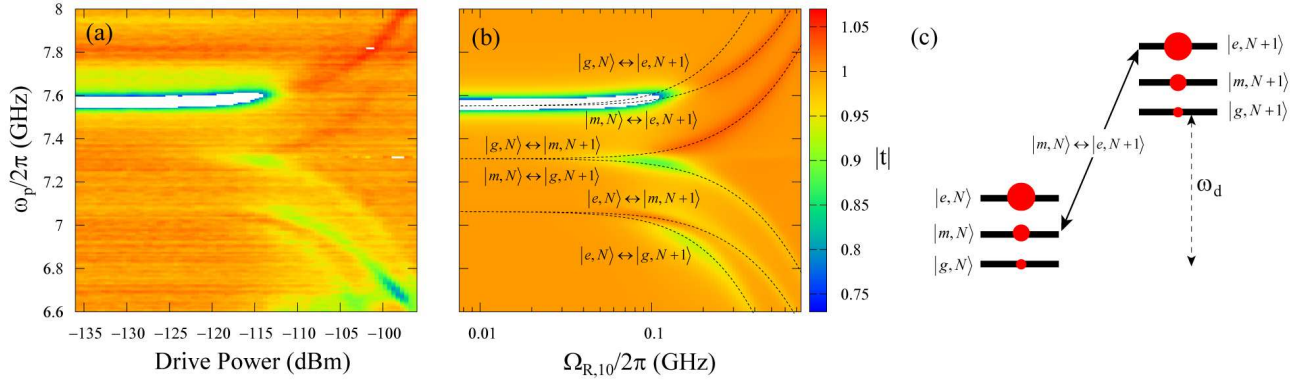 (a)
8
7.8
7.6
7.4
7.2
7
6.8
6.6
ωp/2π (GHz)
−135 −130 −125 −120 −115 −110 −105 −100
Drive Power (dBm)
(b)
|g,N⟩↔|e,N+1⟩
|m,N⟩↔|e,N+1⟩
|g,N⟩↔|m,N+1⟩
|m,N⟩↔|g,N+1⟩
|e,N⟩↔|m,N+1⟩
|e,N⟩↔|g,N+1⟩
0.01 0.1
ΩR,10/2π (GHz)
1.05
1
0.95
0.9
0.85
0.8
0.75
|t|
(c)
|e,N+1⟩
|m,N+1⟩
|g,N+1⟩
|m,N⟩↔|e,N+1⟩
ωd
|e,N⟩
|m,N⟩
|g,N⟩